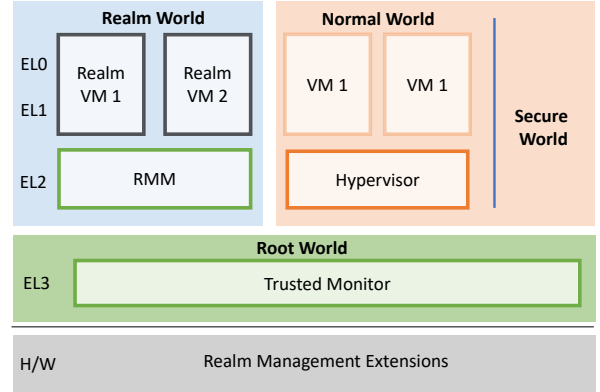 Realm World
Normal World
EL0
EL1
Realm
VM 1
Realm
VM 2
VM 1
VM 1
Secure
World
EL2
RMM
Hypervisor
Root World
EL3
Trusted Monitor
H/W
Realm Management Extensions